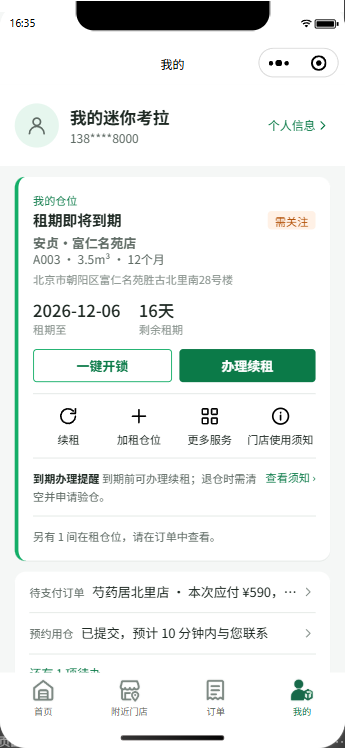 16:35
我的
我的迷你考拉
138****8000
个人信息
我的仓位
租期即将到期
需关注
安贞·富仁名苑店
A003 · 3.5m³ · 12个月
北京市朝阳区富仁名苑胜古北里南28号楼
2026-12-06 16天
租期至 剩余租期
一键开锁 办理续租
续租 加租仓位 更多服务 门店使用须知
到期办理提醒 到期前可办理续租；退仓时需清 查看须知 ›
空并申请验仓。
另有 1 间在租仓位，请在订单中查看。
待支付订单 芍药居北里店 · 本次应付 ¥590，…
预约用仓 已提交，预计 10 分钟内与您联系
还有 1 项待办
首页 附近门店 订单 我的